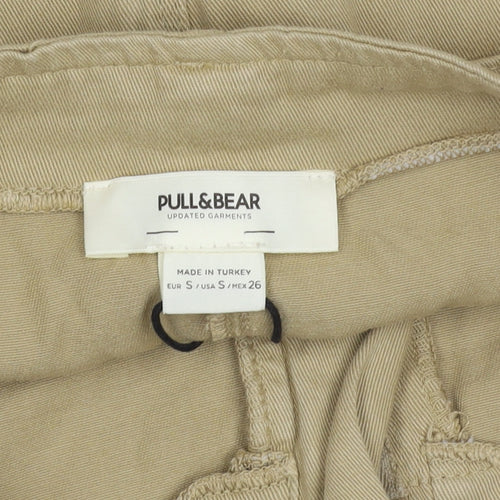 PULL&BEAR
UPDATED GARMENTS
MADE IN TURKEY
EUR S / USA S / MEX 26